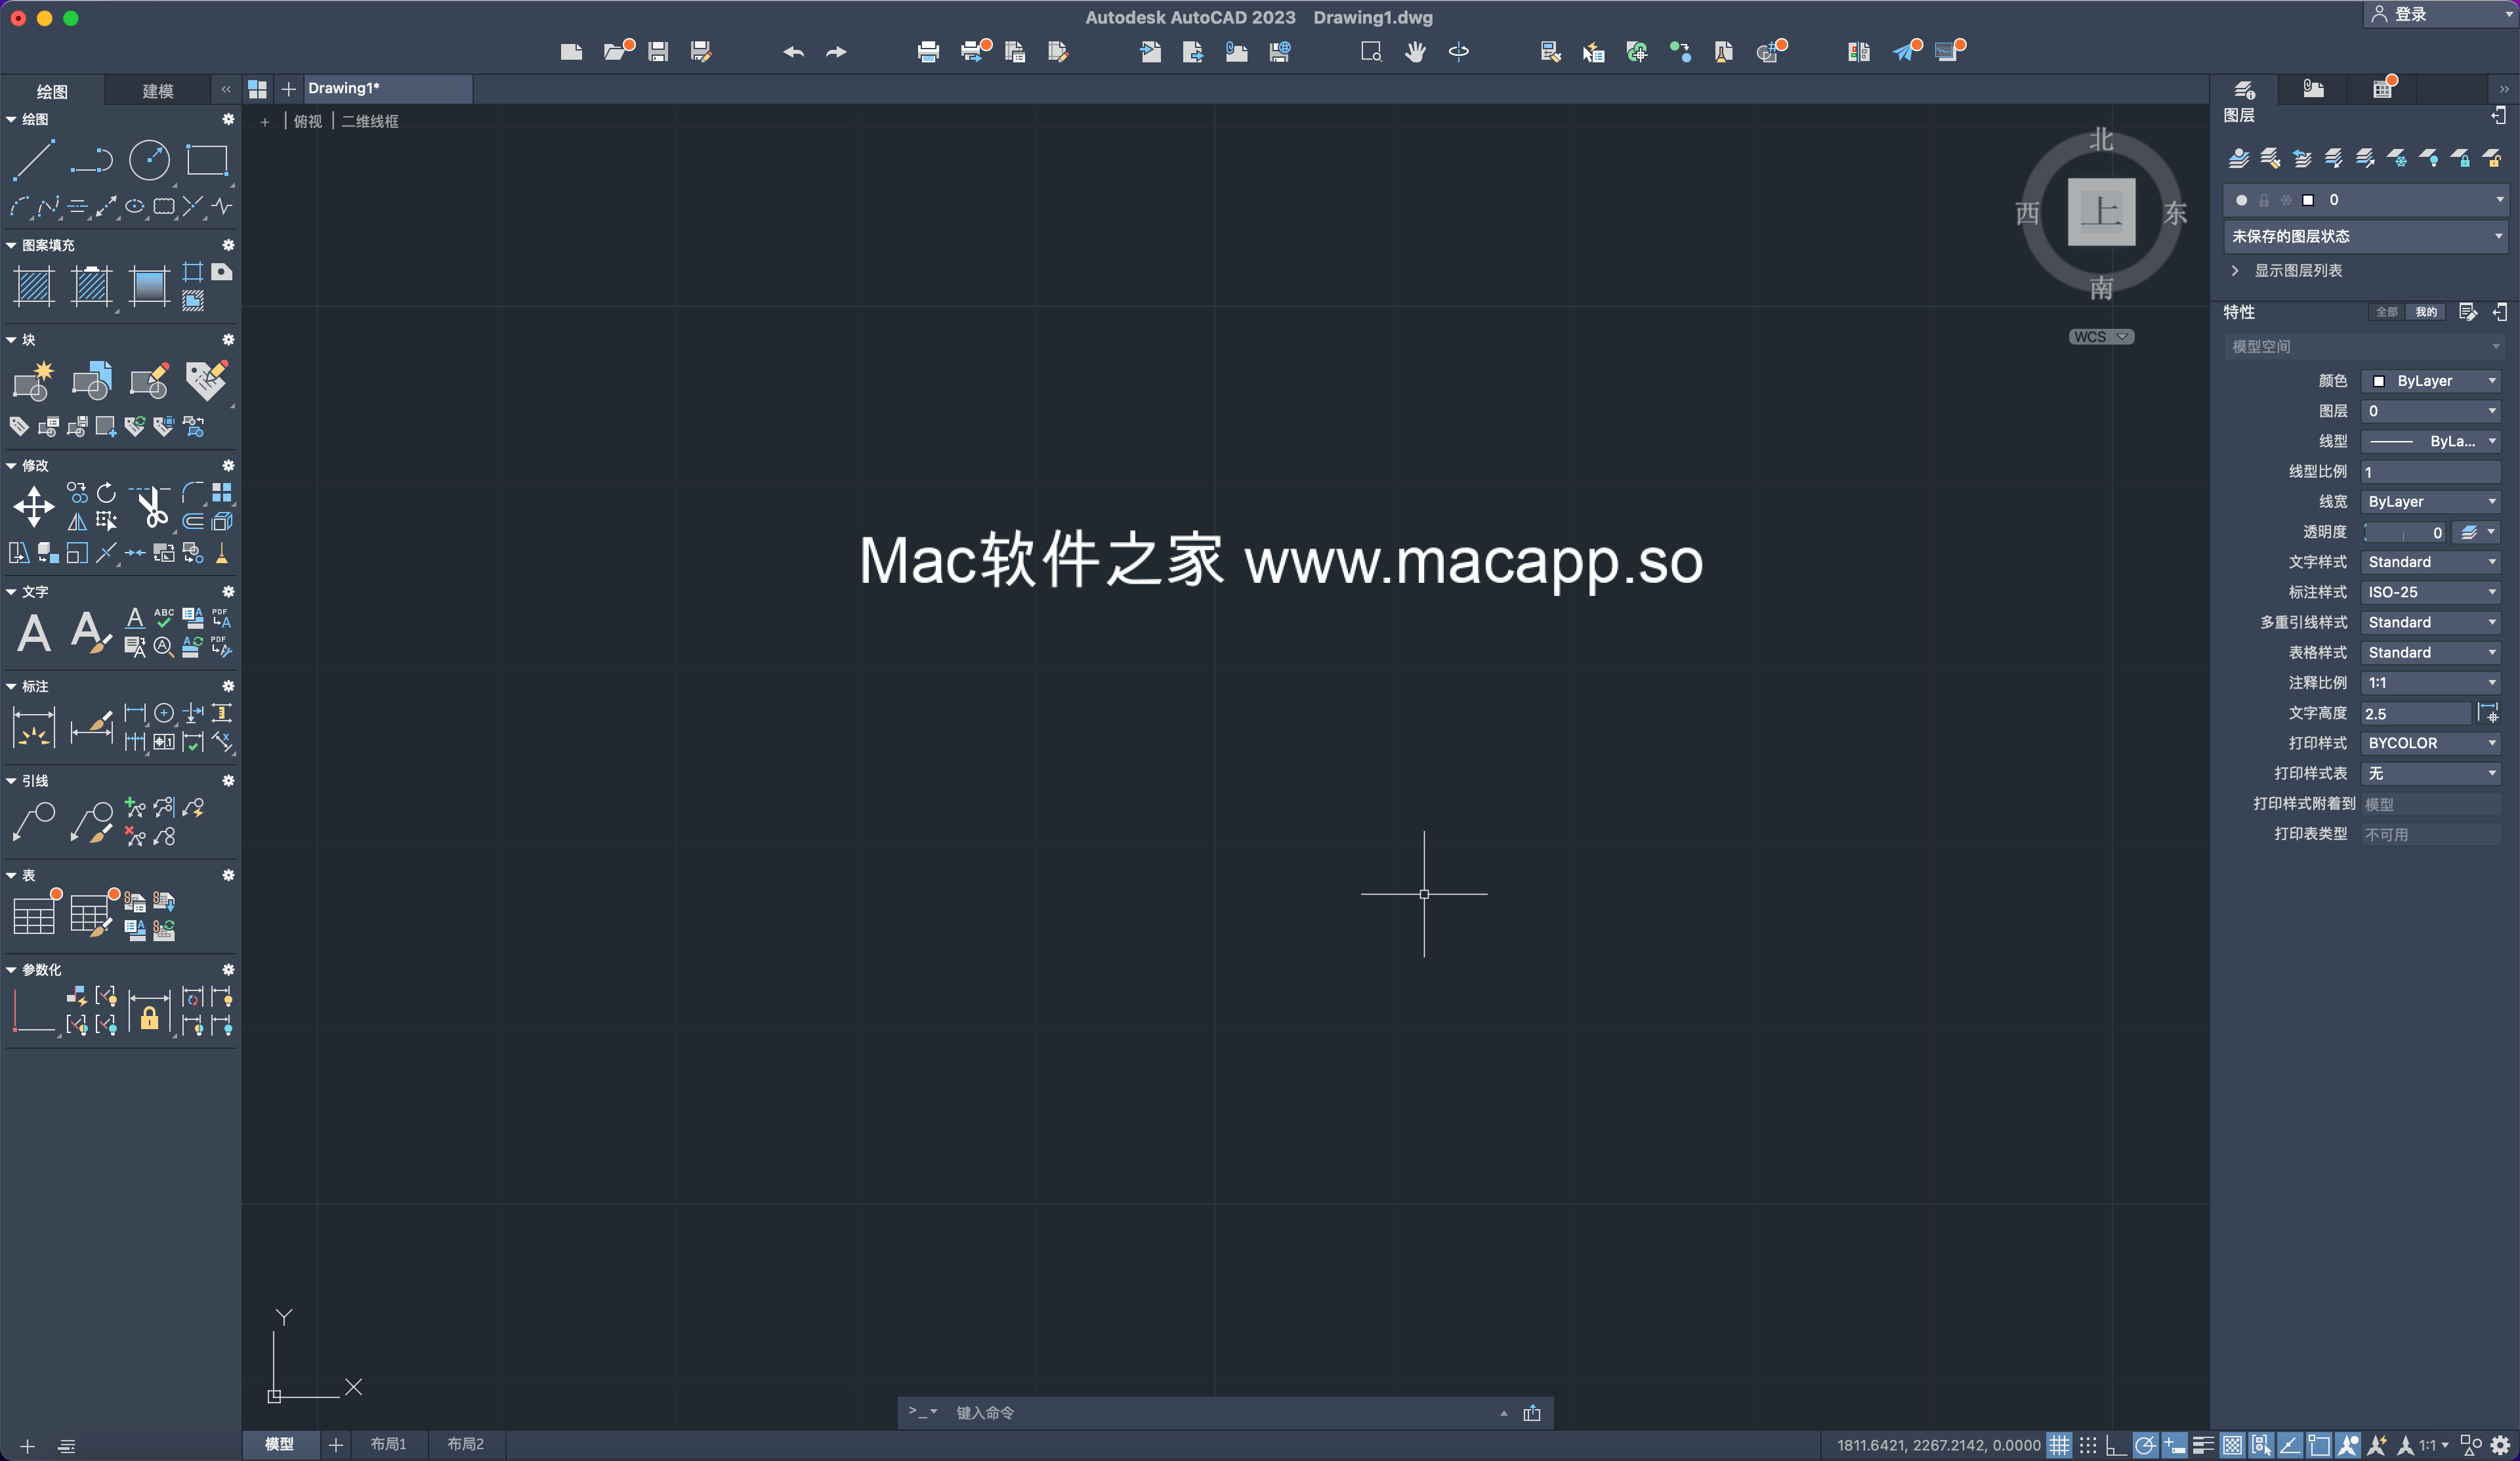 Autodesk AutoCAD 2023 Drawing1.dwg
登录
绘图
建模
Drawing1*
绘图
图案填充
块
修改
文字
ABC
PDF
PDF
标注
引线
表
参数化
俯视
二维线框
北
西
上
东
南
WCS
Mac软件之家 www.macapp.so
Y
X
>_
键入命令
模型
布局1
布局2
图层
0
未保存的图层状态
显示图层列表
特性
全部
我的
模型空间
颜色 ByLayer
图层 0
线型 ByLa...
线型比例 1
线宽 ByLayer
透明度 0
文字样式 Standard
标注样式 ISO-25
多重引线样式 Standard
表格样式 Standard
注释比例 1:1
文字高度 2.5
打印样式 BYCOLOR
打印样式表 无
打印样式附着到 模型
打印表类型 不可用
1811.6421, 2267.2142, 0.0000
1:1